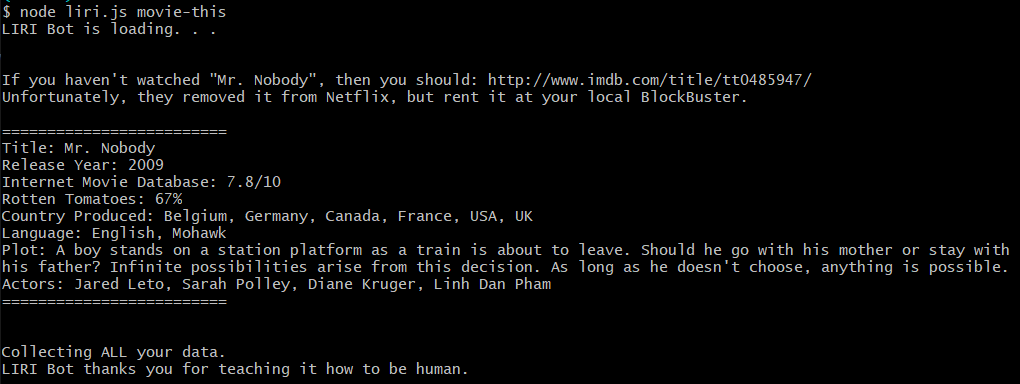 $ node liri.js movie-this
LIRI Bot is loading. . .
If you haven't watched "Mr. Nobody", then you should: http://www.imdb.com/title/tt0485947/
Unfortunately, they removed it from Netflix, but rent it at your local BlockBuster.
=========================
Title: Mr. Nobody
Release Year: 2009
Internet Movie Database: 7.8/10
Rotten Tomatoes: 67%
Country Produced: Belgium, Germany, Canada, France, USA, UK
Language: English, Mohawk
Plot: A boy stands on a station platform as a train is about to leave. Should he go with his mother or stay with
his father? Infinite possibilities arise from this decision. As long as he doesn't choose, anything is possible.
Actors: Jared Leto, Sarah Polley, Diane Kruger, Linh Dan Pham
=========================
Collecting ALL your data.
LIRI Bot thanks you for teaching it how to be human.